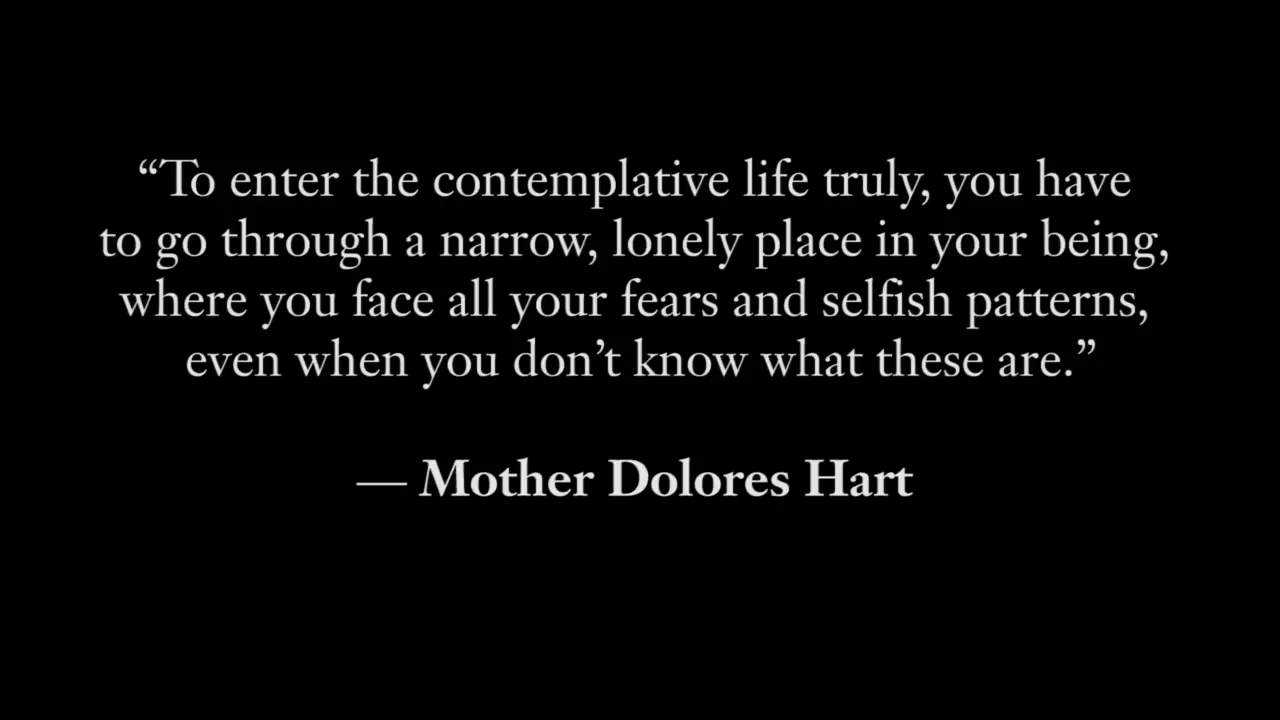 “To enter the contemplative life truly, you have
to go through a narrow, lonely place in your being,
where you face all your fears and selfish patterns,
even when you don’t know what these are.”
— Mother Dolores Hart